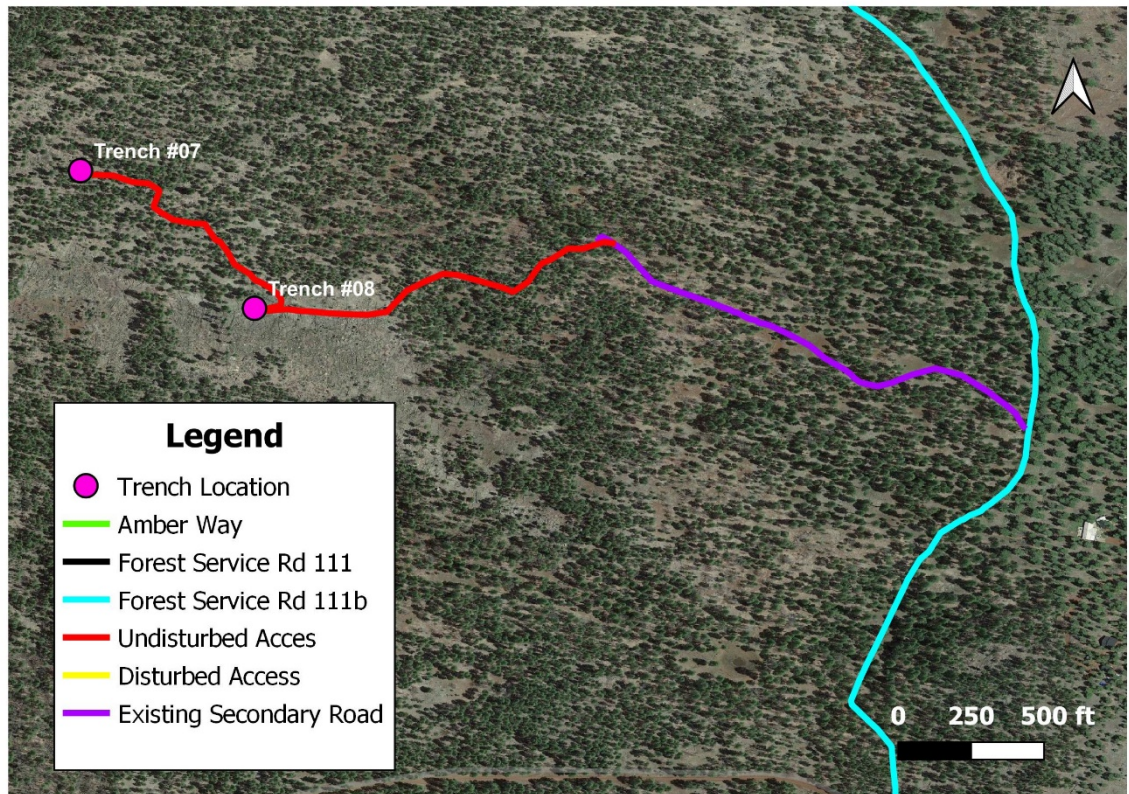 Trench #07
Trench #08
Legend
Trench Location
Amber Way
Forest Service Rd 111
Forest Service Rd 111b
Undisturbed Acces
Disturbed Access
Existing Secondary Road
0 250 500 ft